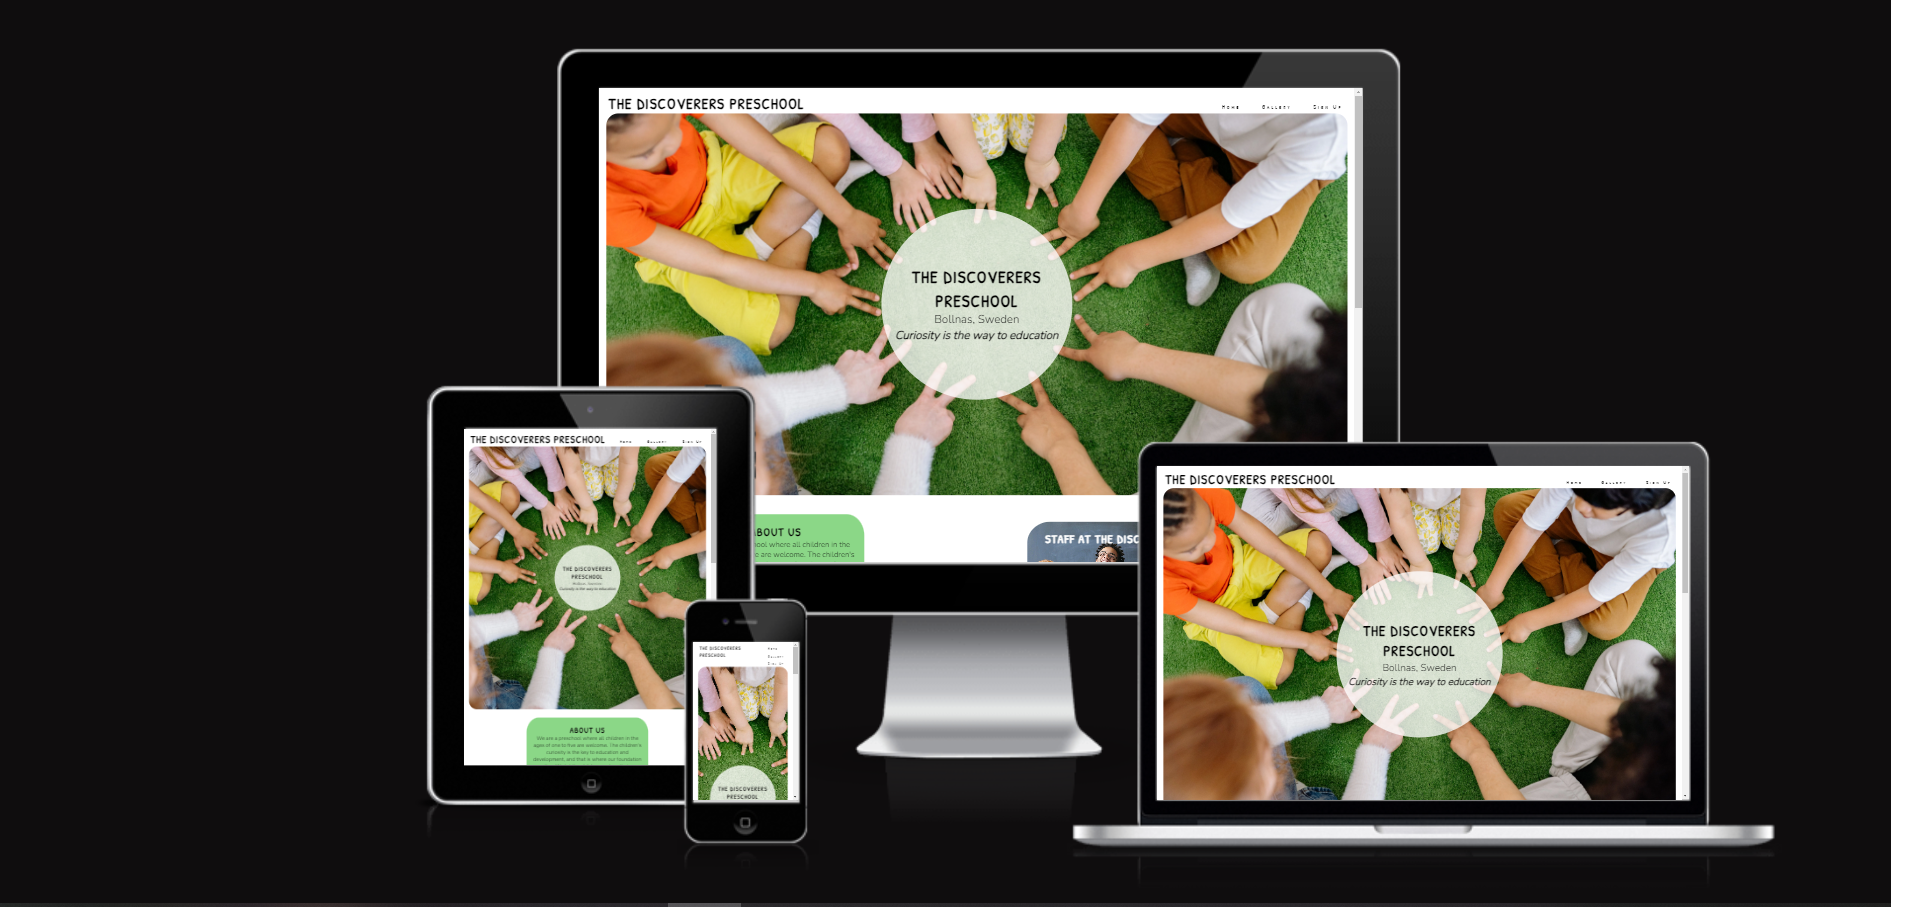 THE DISCOVERERS PRESCHOOL
Home Gallery Sign Up
THE DISCOVERERS
PRESCHOOL
Bollnas, Sweden
Curiosity is the way to education
ABOUT US
ool where all children in the
e are welcome. The children's
STAFF AT THE DISC
THE DISCOVERERS PRESCHOOL
Home Gallery Sign Up
THE DISCOVERERS
PRESCHOOL
Bollnas, Sweden
Curiosity is the way to education
ABOUT US
We are a preschool where all children in the
ages of one to five are welcome. The children's
curiosity is the key to education and
development, and that is where our foundation
THE DISCOVERERS
PRESCHOOL
Home
Gallery
Sign Up
THE DISCOVERERS
PRESCHOOL
THE DISCOVERERS PRESCHOOL
Home Gallery Sign Up
THE DISCOVERERS
PRESCHOOL
Bollnas, Sweden
Curiosity is the way to education